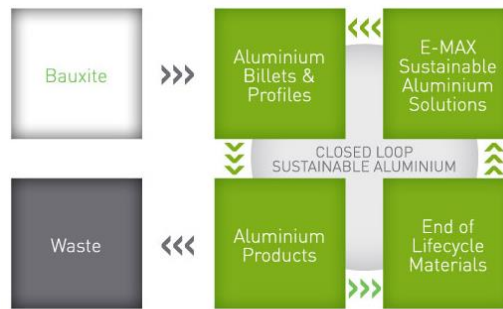 Bauxite
Aluminium
Billets &
Profiles
E-MAX
Sustainable
Aluminium
Solutions
CLOSED LOOP
SUSTAINABLE ALUMINIUM
Waste
Aluminium
Products
End of
Lifecycle
Materials